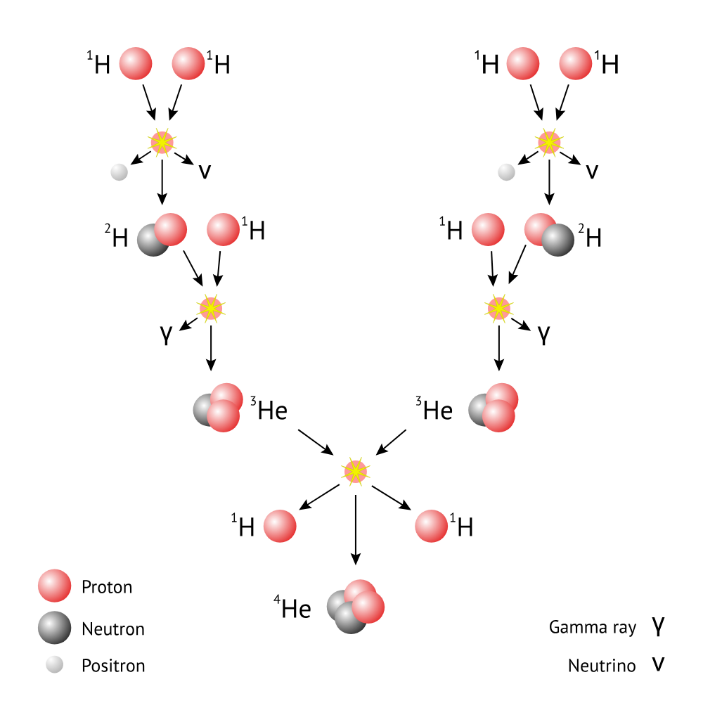 ¹H ¹H ¹H ¹H
ν ν
²H ¹H ¹H ²H
γ γ
³He ³He
¹H ¹H
⁴He
Proton
Neutron
Positron
Gamma ray γ
Neutrino ν